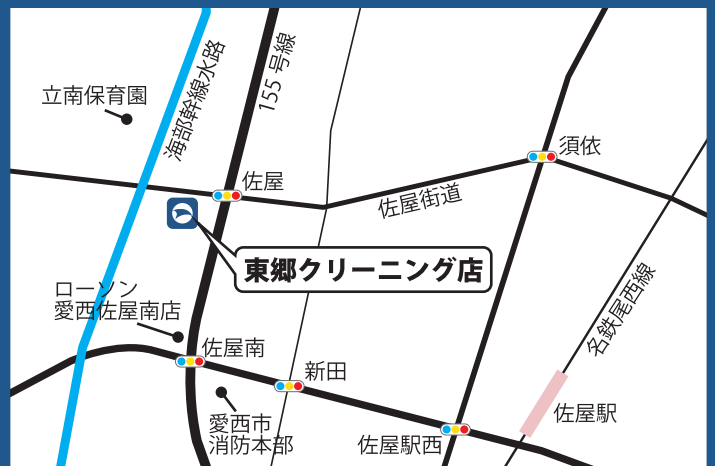 海部幹線水路
155 号線
立南保育園
須依
佐屋
佐屋街道
東郷クリーニング店
ローソン
愛西佐屋南店
名鉄尾西線
佐屋南
新田
佐屋駅
愛西市
消防本部
佐屋駅西